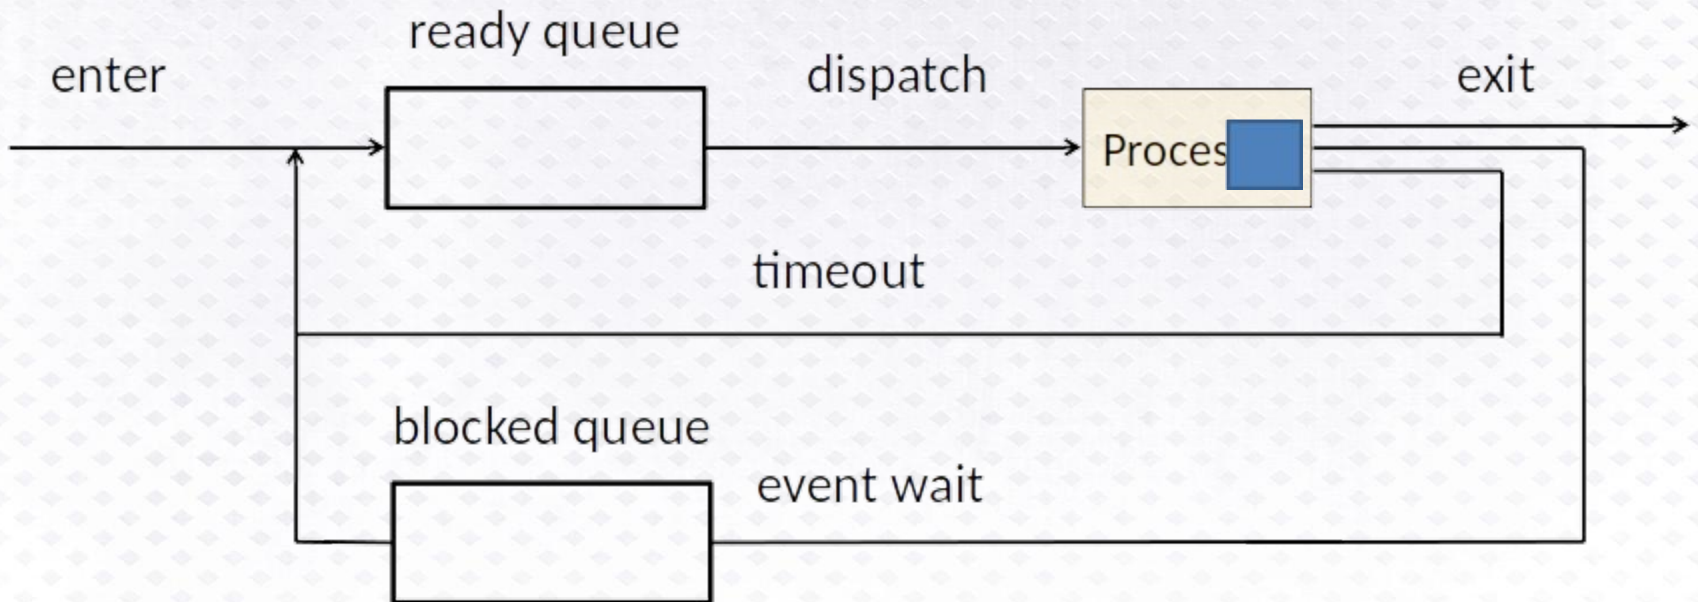 ready queue
enter
dispatch
exit
Proces
timeout
blocked queue
event wait